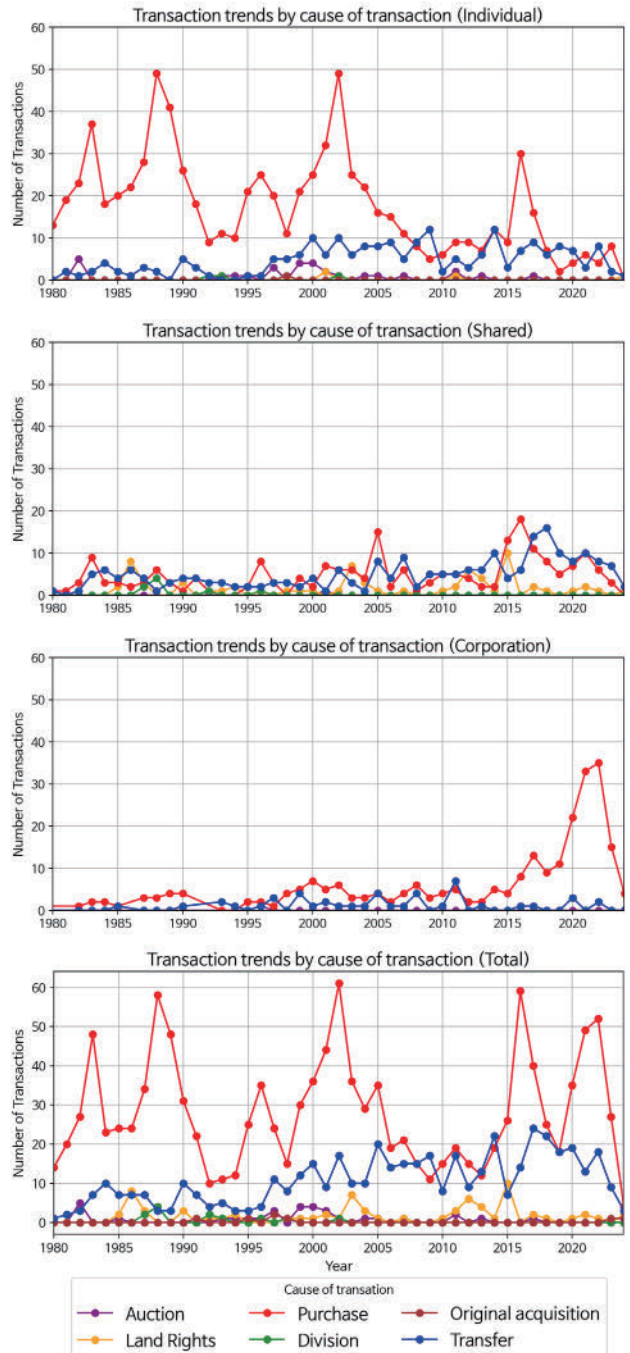 Transaction trends by cause of transaction (Individual)
60
50
40
30
20
10
0
Number of Transactions
1980 1985 1990 1995 2000 2005 2010 2015 2020
Transaction trends by cause of transaction (Shared)
60
50
40
30
20
10
0
Number of Transactions
1980 1985 1990 1995 2000 2005 2010 2015 2020
Transaction trends by cause of transaction (Corporation)
60
50
40
30
20
10
0
Number of Transactions
1980 1985 1990 1995 2000 2005 2010 2015 2020
Transaction trends by cause of transaction (Total)
60
50
40
30
20
10
0
Number of Transactions
1980 1985 1990 1995 2000 2005 2010 2015 2020
Year
Cause of transation
Auction Purchase Original acquisition
Land Rights Division Transfer